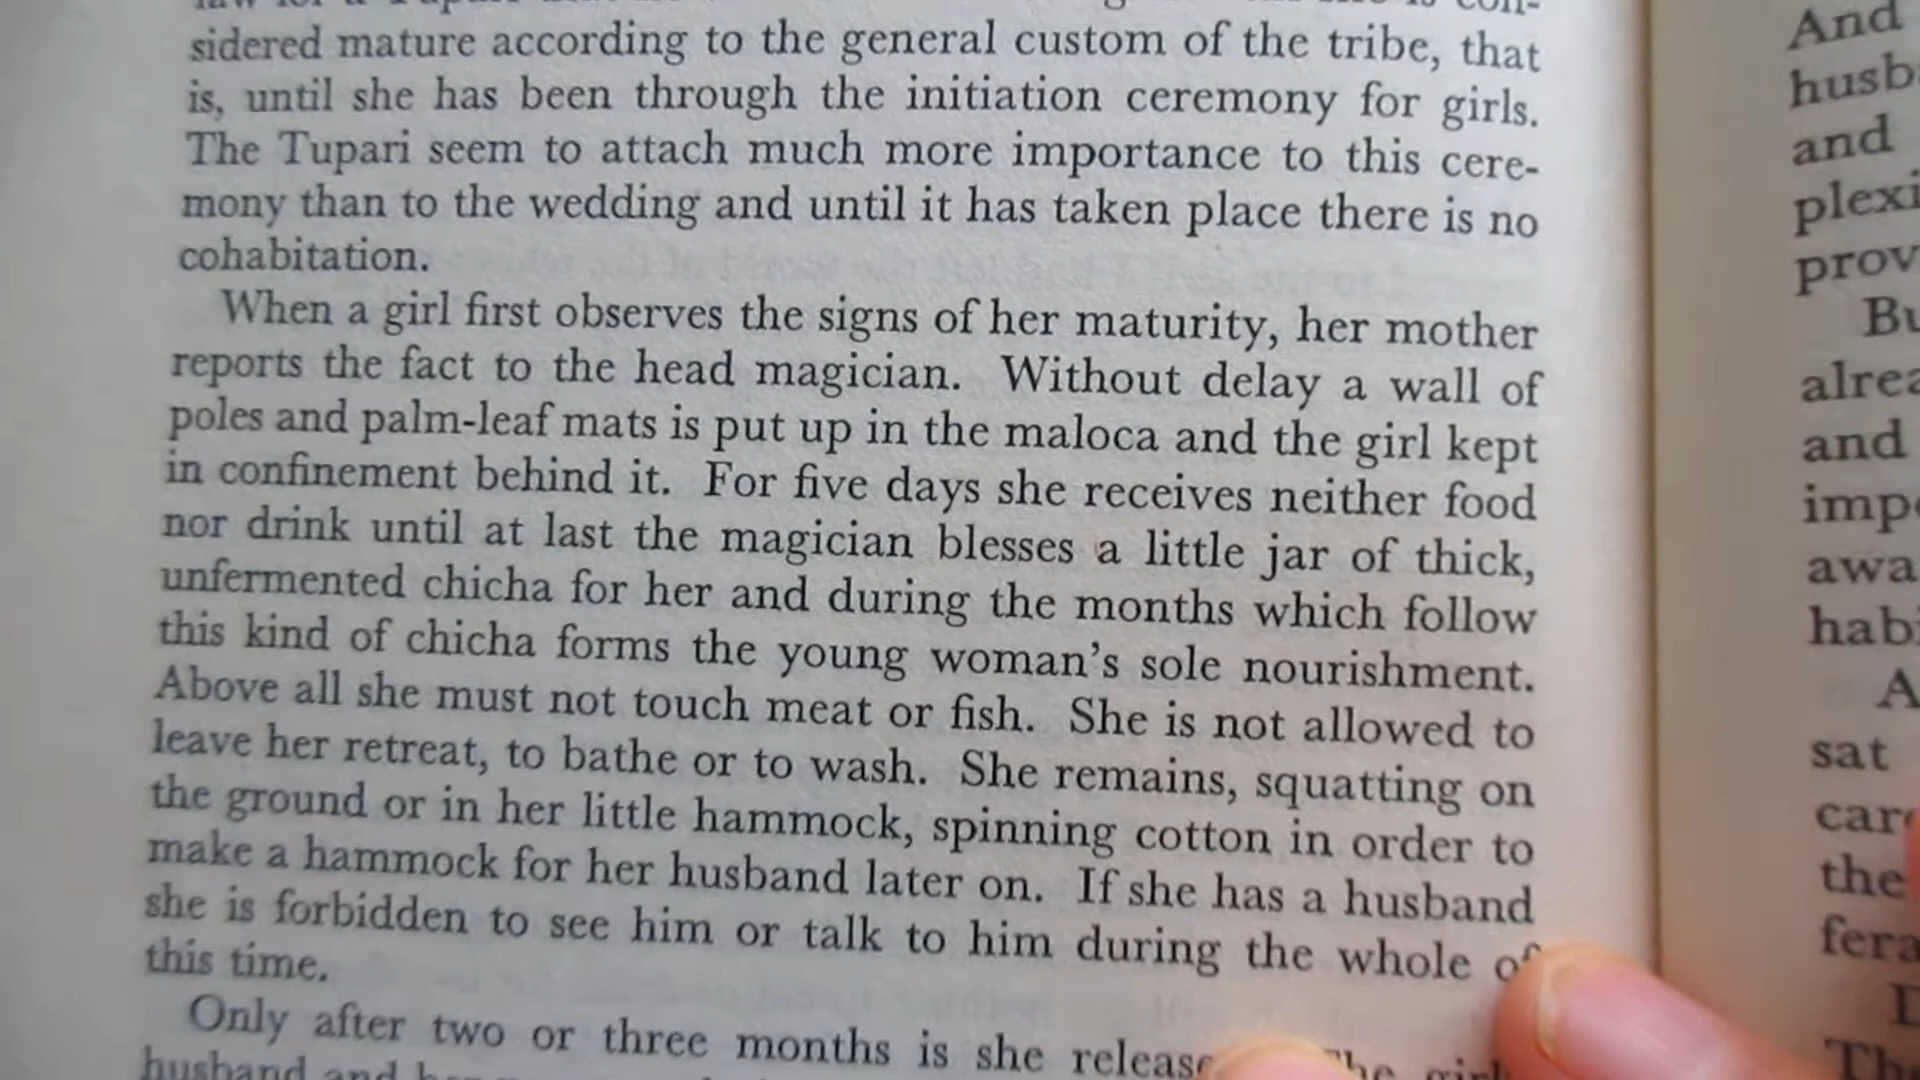 sidered mature according to the general custom of the tribe, that
is, until she has been through the initiation ceremony for girls.
The Tupari seem to attach much more importance to this cere-
mony than to the wedding and until it has taken place there is no
cohabitation.
When a girl first observes the signs of her maturity, her mother
reports the fact to the head magician. Without delay a wall of
poles and palm-leaf mats is put up in the maloca and the girl kept
in confinement behind it. For five days she receives neither food
nor drink until at last the magician blesses a little jar of thick,
unfermented chicha for her and during the months which follow
this kind of chicha forms the young woman's sole nourishment.
Above all she must not touch meat or fish. She is not allowed to
leave her retreat, to bathe or to wash. She remains, squatting on
the ground or in her little hammock, spinning cotton in order to
make a hammock for her husband later on. If she has a husband
she is forbidden to see him or talk to him during the whole of
this time.
Only after two or three months is she
husband and
And
and
and
sat
the